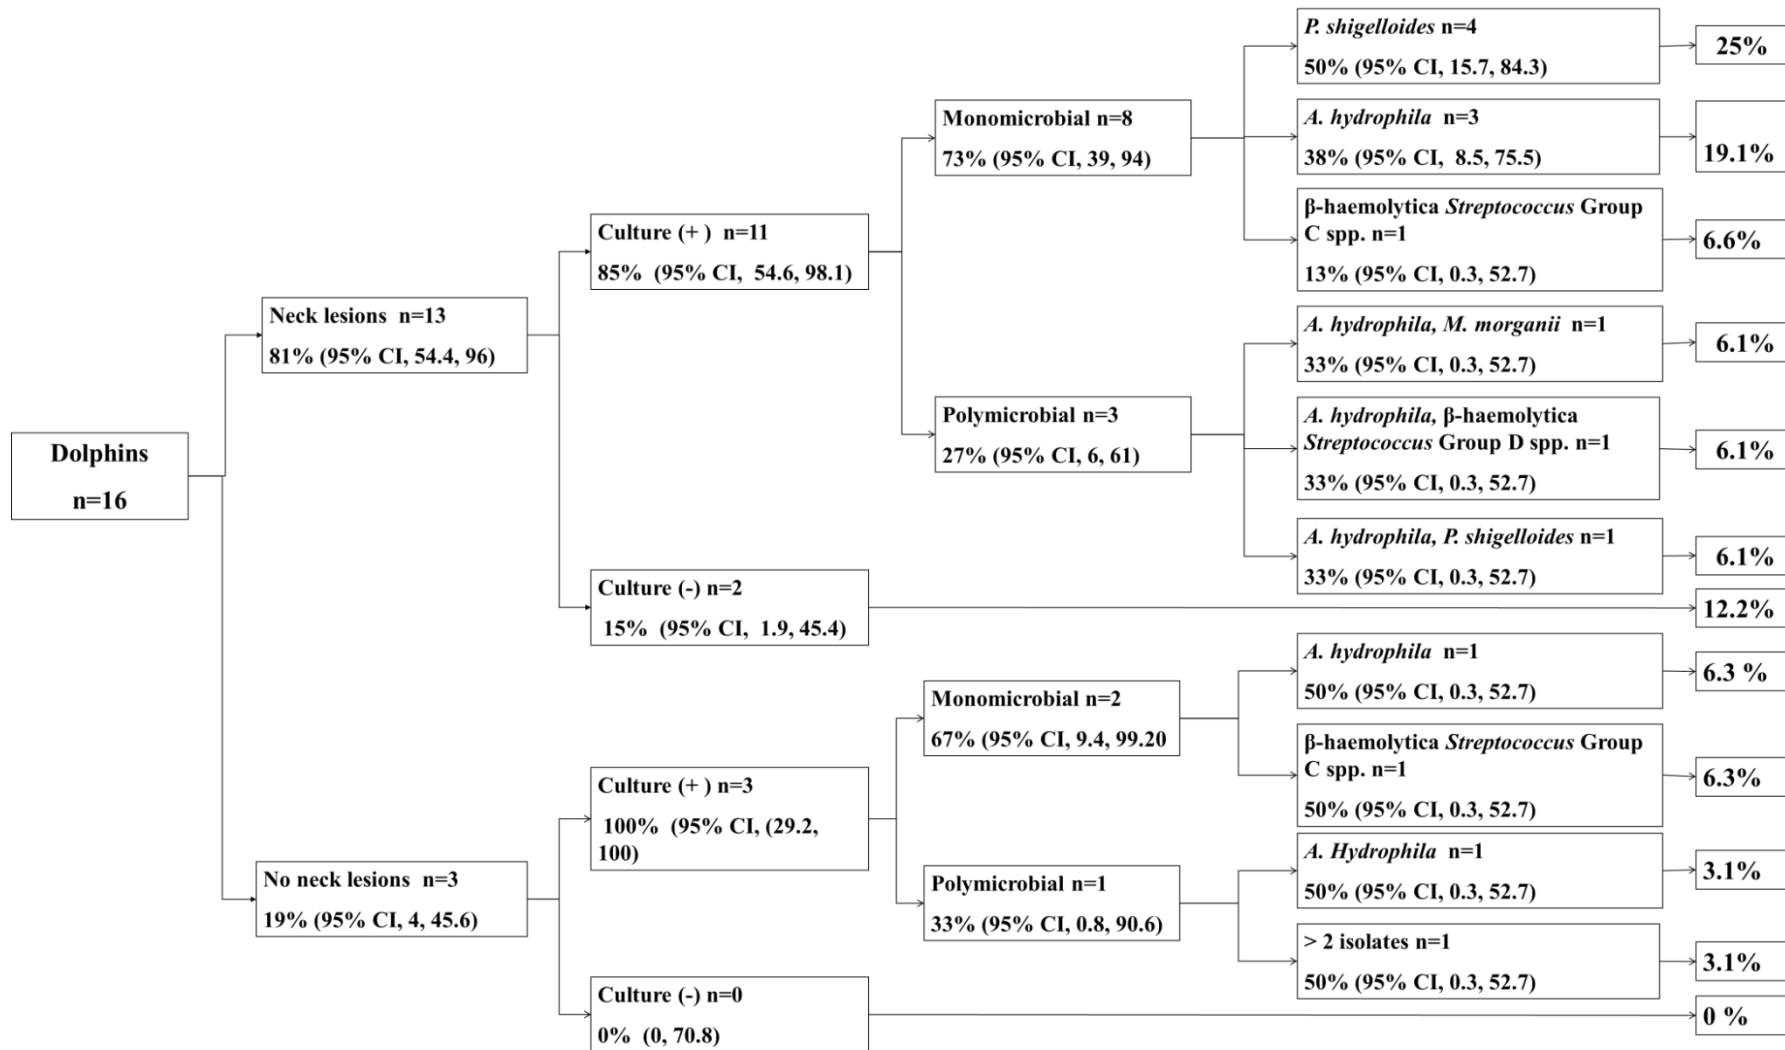 Dolphins
n=16
Neck lesions n=13
81% (95% CI, 54.4, 96)
No neck lesions n=3
19% (95% CI, 4, 45.6)
Culture (+ ) n=11
85% (95% CI, 54.6, 98.1)
Culture (-) n=2
15% (95% CI, 1.9, 45.4)
Culture (+ ) n=3
100% (95% CI, (29.2,
100)
Culture (-) n=0
0% (0, 70.8)
Monomicrobial n=8
73% (95% CI, 39, 94)
Polymicrobial n=3
27% (95% CI, 6, 61)
Monomicrobial n=2
67% (95% CI, 9.4, 99.20
Polymicrobial n=1
33% (95% CI, 0.8, 90.6)
P. shigelloides n=4
50% (95% CI, 15.7, 84.3)
25%
A. hydrophila n=3
38% (95% CI, 8.5, 75.5)
19.1%
β-haemolytica Streptococcus Group
C spp. n=1
13% (95% CI, 0.3, 52.7)
6.6%
A. hydrophila, M. morganii n=1
33% (95% CI, 0.3, 52.7)
6.1%
A. hydrophila, β-haemolytica
Streptococcus Group D spp. n=1
33% (95% CI, 0.3, 52.7)
6.1%
A. hydrophila, P. shigelloides n=1
33% (95% CI, 0.3, 52.7)
6.1%
12.2%
A. hydrophila n=1
50% (95% CI, 0.3, 52.7)
6.3 %
β-haemolytica Streptococcus Group
C spp. n=1
50% (95% CI, 0.3, 52.7)
6.3%
A. Hydrophila n=1
50% (95% CI, 0.3, 52.7)
3.1%
> 2 isolates n=1
50% (95% CI, 0.3, 52.7)
3.1%
0 %